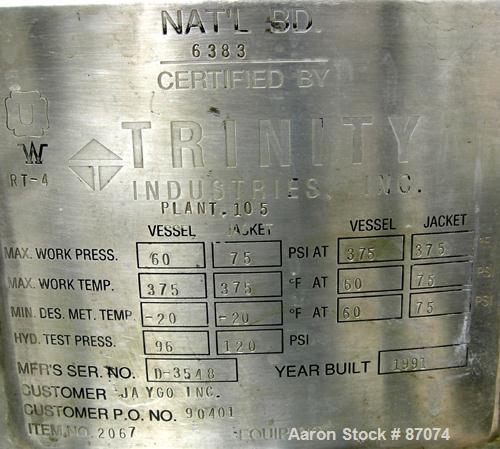 NAT'L BD.
6383
CERTIFIED BY
U
W
RT-4
TRINITY
INDUSTRIES, INC.
PLANT. 105
VESSEL JACKET VESSEL JACKET
MAX. WORK PRESS. 60 75 PSI AT 375 375 °F
MAX. WORK TEMP. 375 375 °F AT 60 75 PSI
MIN. DES. MET. TEMP. -20 -20 °F AT 60 75 PSI
HYD. TEST PRESS. 96 120 PSI
MFR'S SER. NO. D-3548 YEAR BUILT 1991
CUSTOMER JAYGO INC.
CUSTOMER P.O. NO. 90401
ITEM NO. 2067
Aaron Stock # 87074